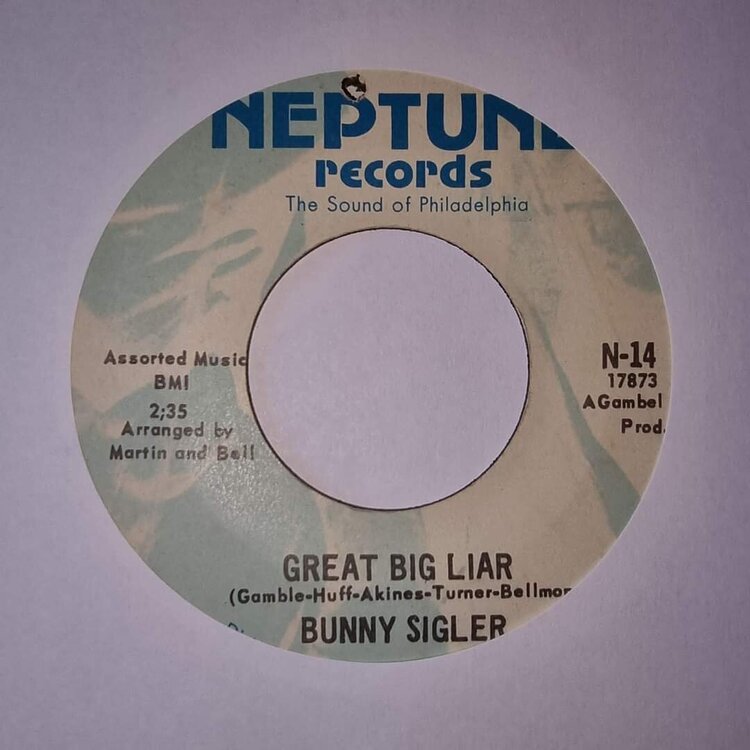 NEPTUNE
records
The Sound of Philadelphia
Assorted Music
BMI
2;35
Arranged by
Martin and Bell
N-14
17873
AGambel
Prod.
GREAT BIG LIAR
(Gamble-Huff-Akines-Turner-Bellmon
BUNNY SIGLER